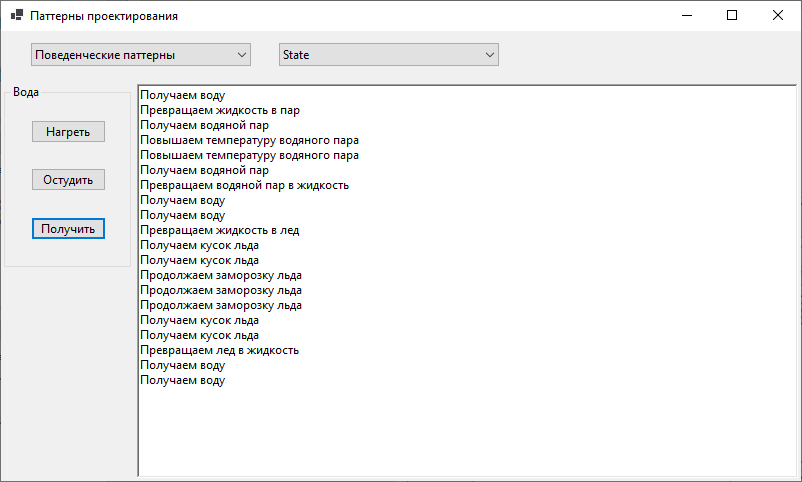 Паттерны проектирования
Поведенческие паттерны
State
Вода
Нагреть
Остудить
Получить
Получаем воду
Превращаем жидкость в пар
Получаем водяной пар
Повышаем температуру водяного пара
Повышаем температуру водяного пара
Получаем водяной пар
Превращаем водяной пар в жидкость
Получаем воду
Получаем воду
Превращаем жидкость в лед
Получаем кусок льда
Получаем кусок льда
Продолжаем заморозку льда
Продолжаем заморозку льда
Продолжаем заморозку льда
Получаем кусок льда
Получаем кусок льда
Превращаем лед в жидкость
Получаем воду
Получаем воду